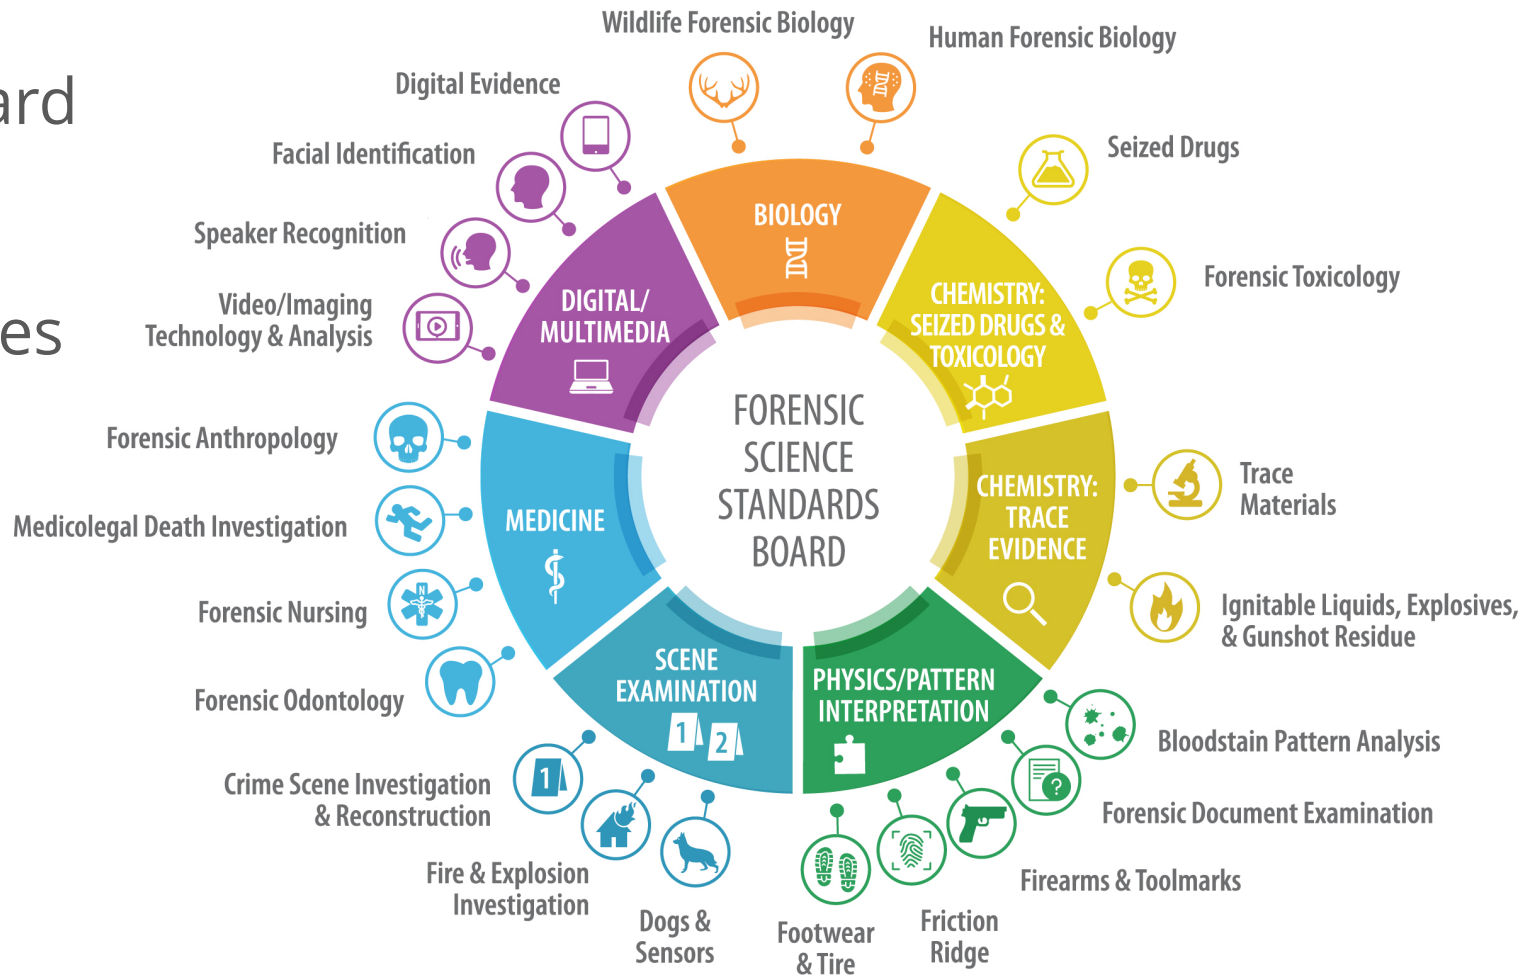 ard
es
Wildlife Forensic Biology
Human Forensic Biology
Digital Evidence
Facial Identification
Speaker Recognition
Video/Imaging
Technology & Analysis
Seized Drugs
Forensic Toxicology
BIOLOGY
DIGITAL/
MULTIMEDIA
CHEMISTRY:
SEIZED DRUGS &
TOXICOLOGY
FORENSIC
SCIENCE
STANDARDS
BOARD
Forensic Anthropology
Medicolegal Death Investigation
Forensic Nursing
N
Forensic Odontology
MEDICINE
CHEMISTRY:
TRACE
EVIDENCE
Trace
Materials
Ignitable Liquids, Explosives,
& Gunshot Residue
SCENE
EXAMINATION
1
2
PHYSICS/PATTERN
INTERPRETATION
Crime Scene Investigation
& Reconstruction
1
Fire & Explosion
Investigation
Dogs &
Sensors
Footwear
& Tire
Friction
Ridge
Firearms & Toolmarks
?
Forensic Document Examination
Bloodstain Pattern Analysis